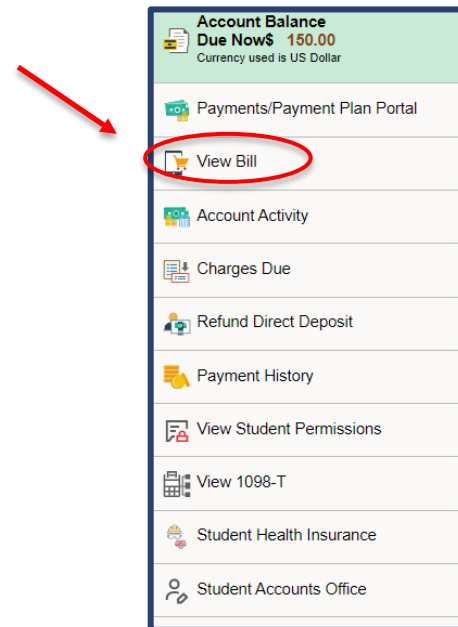 Account Balance
Due Now$ 150.00
Currency used is US Dollar
Payments/Payment Plan Portal
View Bill
Account Activity
Charges Due
Refund Direct Deposit
Payment History
View Student Permissions
View 1098-T
Student Health Insurance
Student Accounts Office